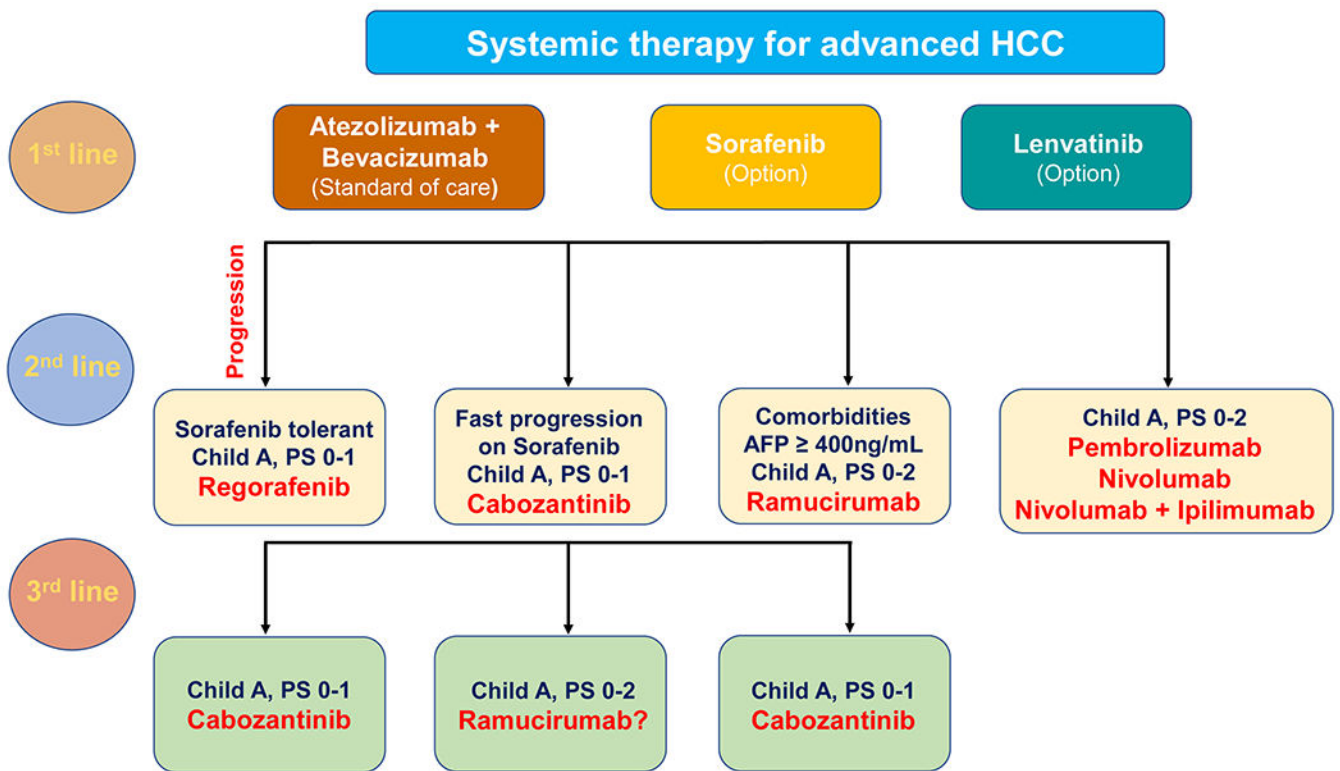 Systemic therapy for advanced HCC
1st line
Atezolizumab +
Bevacizumab
(Standard of care)
Sorafenib
(Option)
Lenvatinib
(Option)
Progression
2nd line
Sorafenib tolerant
Child A, PS 0-1
Regorafenib
Fast progression
on Sorafenib
Child A, PS 0-1
Cabozantinib
Comorbidities
AFP ≥ 400ng/mL
Child A, PS 0-2
Ramucirumab
Child A, PS 0-2
Pembrolizumab
Nivolumab
Nivolumab + Ipilimumab
3rd line
Child A, PS 0-1
Cabozantinib
Child A, PS 0-2
Ramucirumab?
Child A, PS 0-1
Cabozantinib